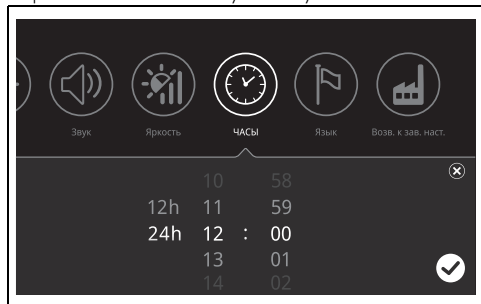 Звук Яркость ЧАСЫ Язык Возв. к зав. наст.
10 58
12h 11 59
24h 12 : 00
13 01
14 02